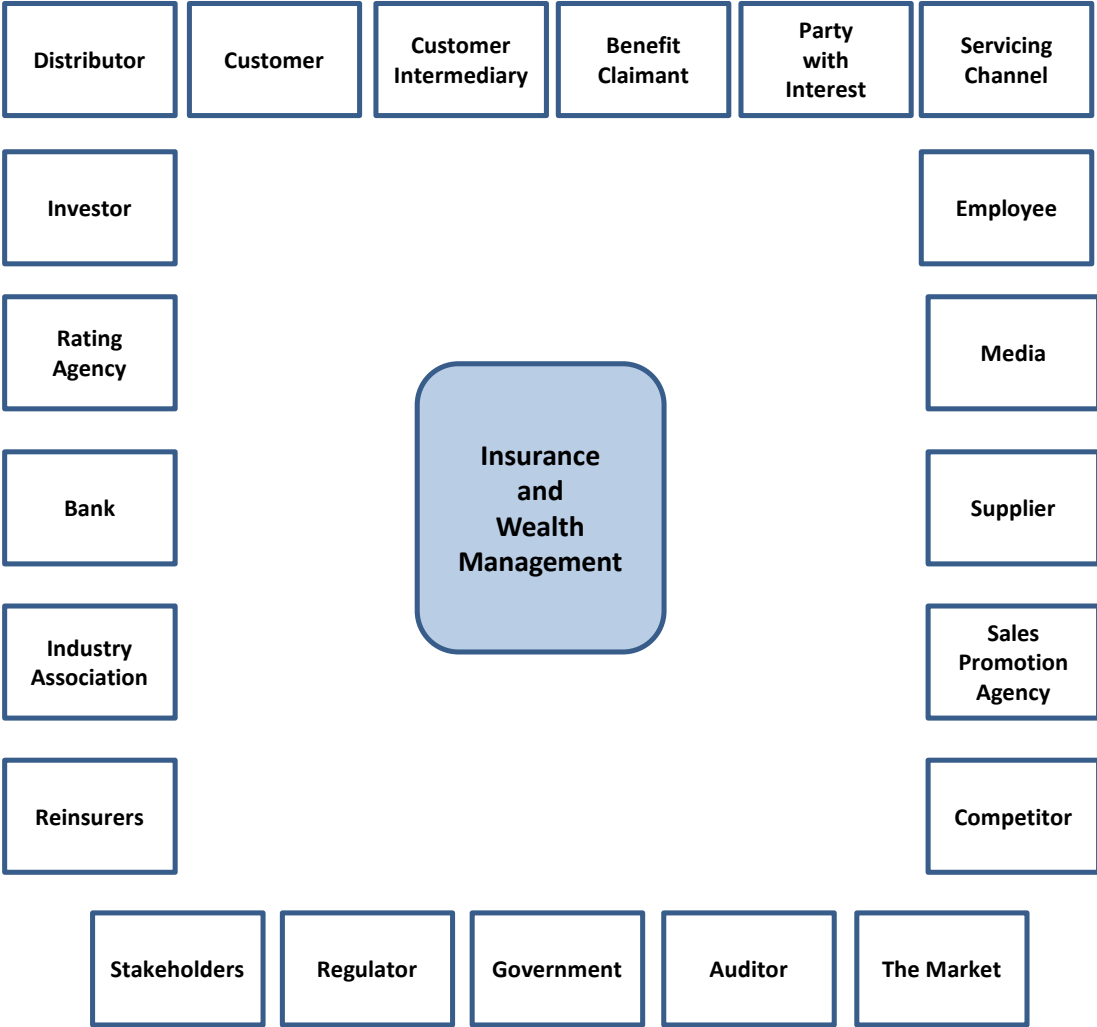 Distributor
Customer
Customer
Intermediary
Benefit
Claimant
Party
with
Interest
Servicing
Channel
Investor
Employee
Rating
Agency
Media
Insurance
and
Wealth
Management
Bank
Supplier
Industry
Association
Sales
Promotion
Agency
Reinsurers
Competitor
Stakeholders
Regulator
Government
Auditor
The Market